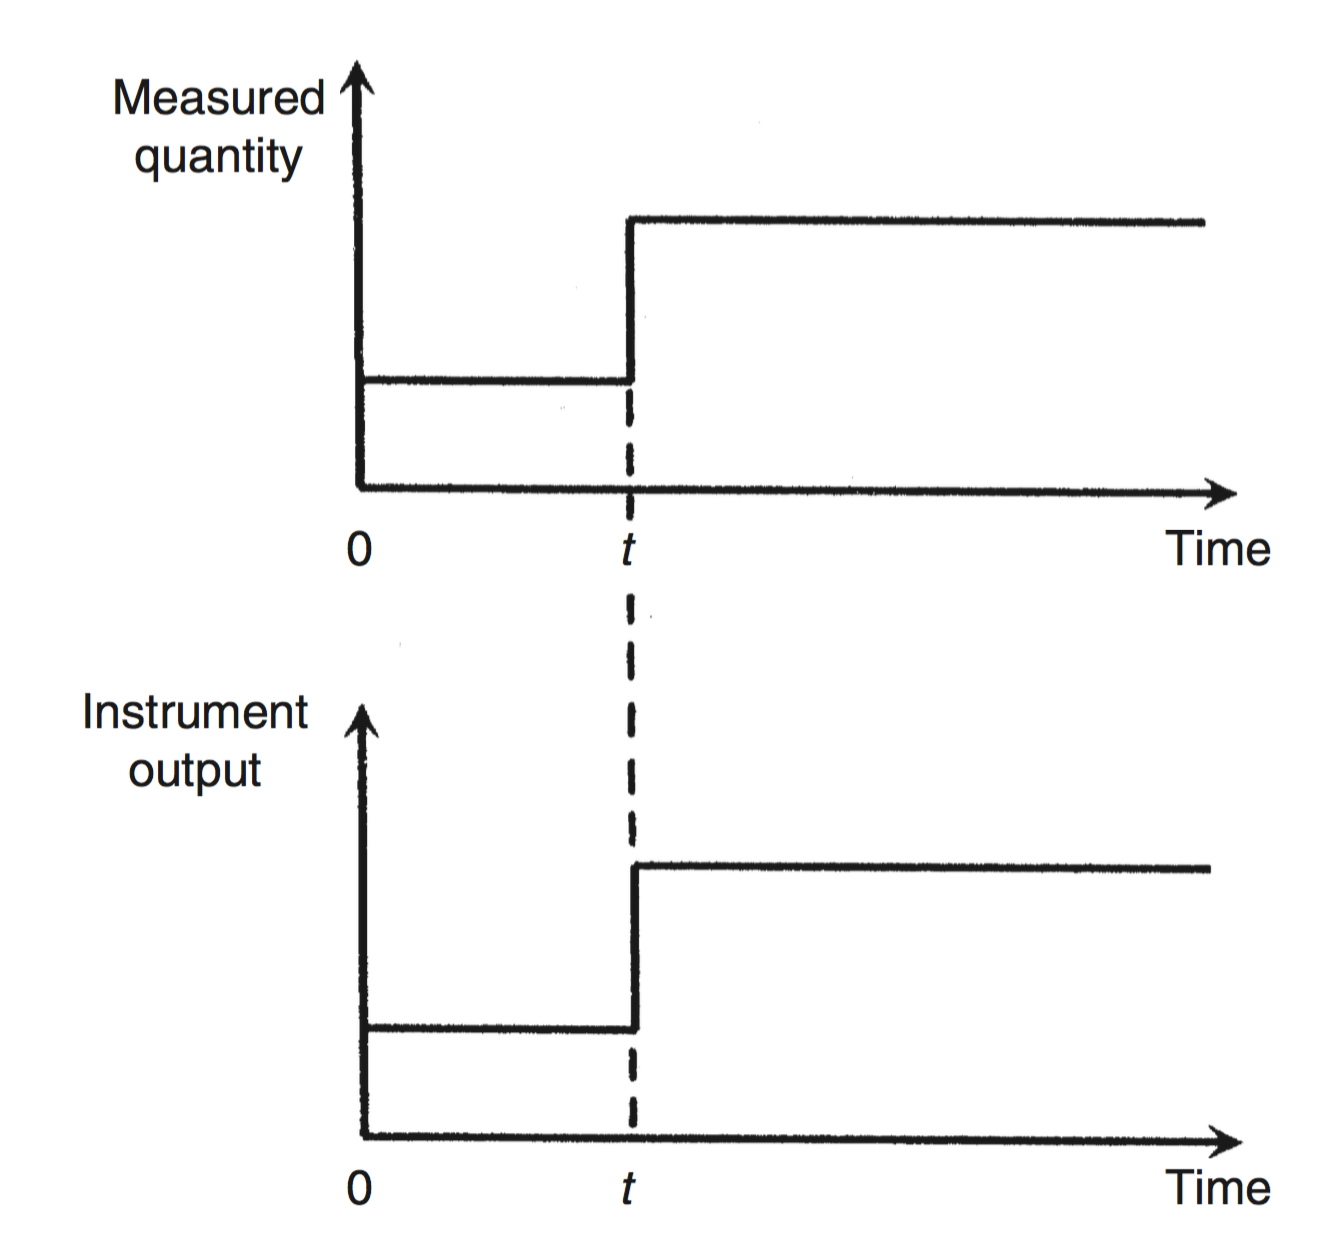 Measured
quantity
0
t
Time
Instrument
output
0
t
Time